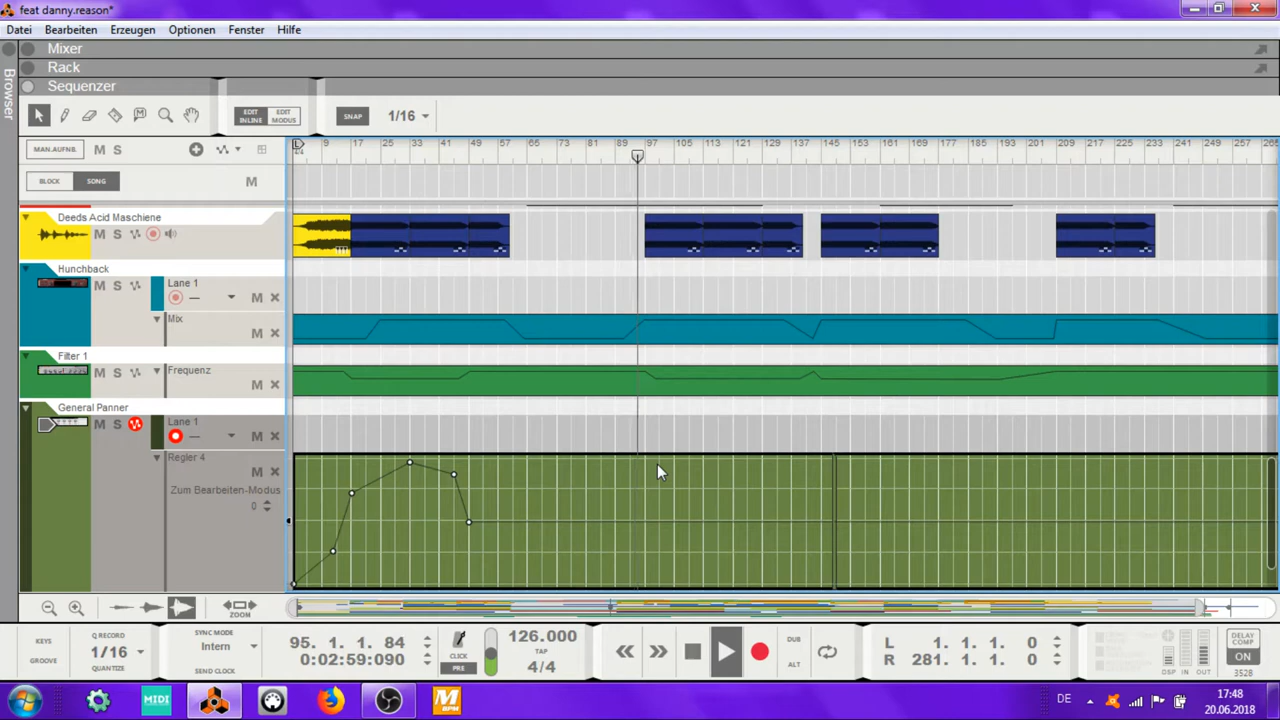 feat danny.reason*
Datei Bearbeiten Erzeugen Optionen Fenster Hilfe
Mixer
Rack
Sequenzer
Browser
EDIT INLINE EDIT MODUS SNAP 1/16
MAN.AUFNB. M S
9 17 33 41 49 57 65 73 81 89 97 105 113 121 129 137 145 153 161 169 177 185 193 201 209 217 225 233 241 249 257 265
BLOCK SONG M
Deeds Acid Maschiene
M S
Hunchback
M S Lane 1
M
Mix
M
Filter 1
M S Frequenz
M
General Panner
M S Lane 1
M
Regler 4
M
Zum Bearbeiten-Modus
0
ZOOM
KEYS
GROOVE
Q RECORD
1/16
QUANTIZE
SYNC MODE
Intern
SEND CLOCK
95. 1. 1. 84
0:02:59:090
CLICK
PRE
126.000
TAP
4/4
DUB
ALT
L 1. 1. 1. 0
R 281. 1. 1. 0
DSP IN OUT
DELAY COMP
ON
3528
MIDI
BPM
DE
17:48
20.06.2018